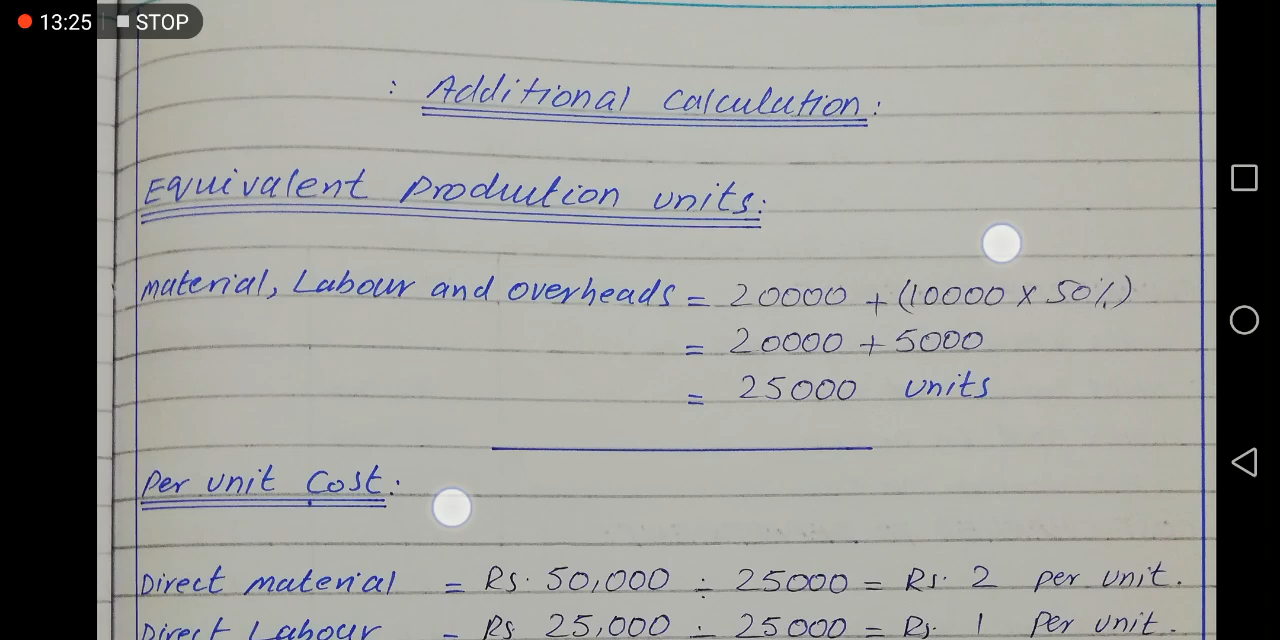 13:25 STOP
: Additional Calculation:
Equivalent Production units:
Material, Labour and overheads = 20000 + (10000 x 50%)
= 20000 + 5000
= 25000 units
Per unit Cost:
Direct material = Rs. 50,000 ÷ 25000 = Rs. 2 per unit.
Direct Labour = Rs. 25,000 ÷ 25000 = Rs. 1 per unit.